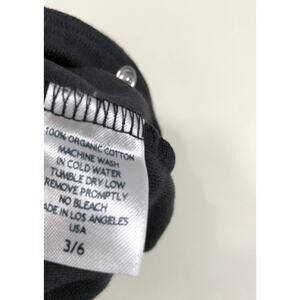 100% ORGANIC COTTON
MACHINE WASH
IN COLD WATER
TUMBLE DRY LOW
REMOVE PROMPTLY
NO BLEACH
MADE IN LOS ANGELES
USA
3/6